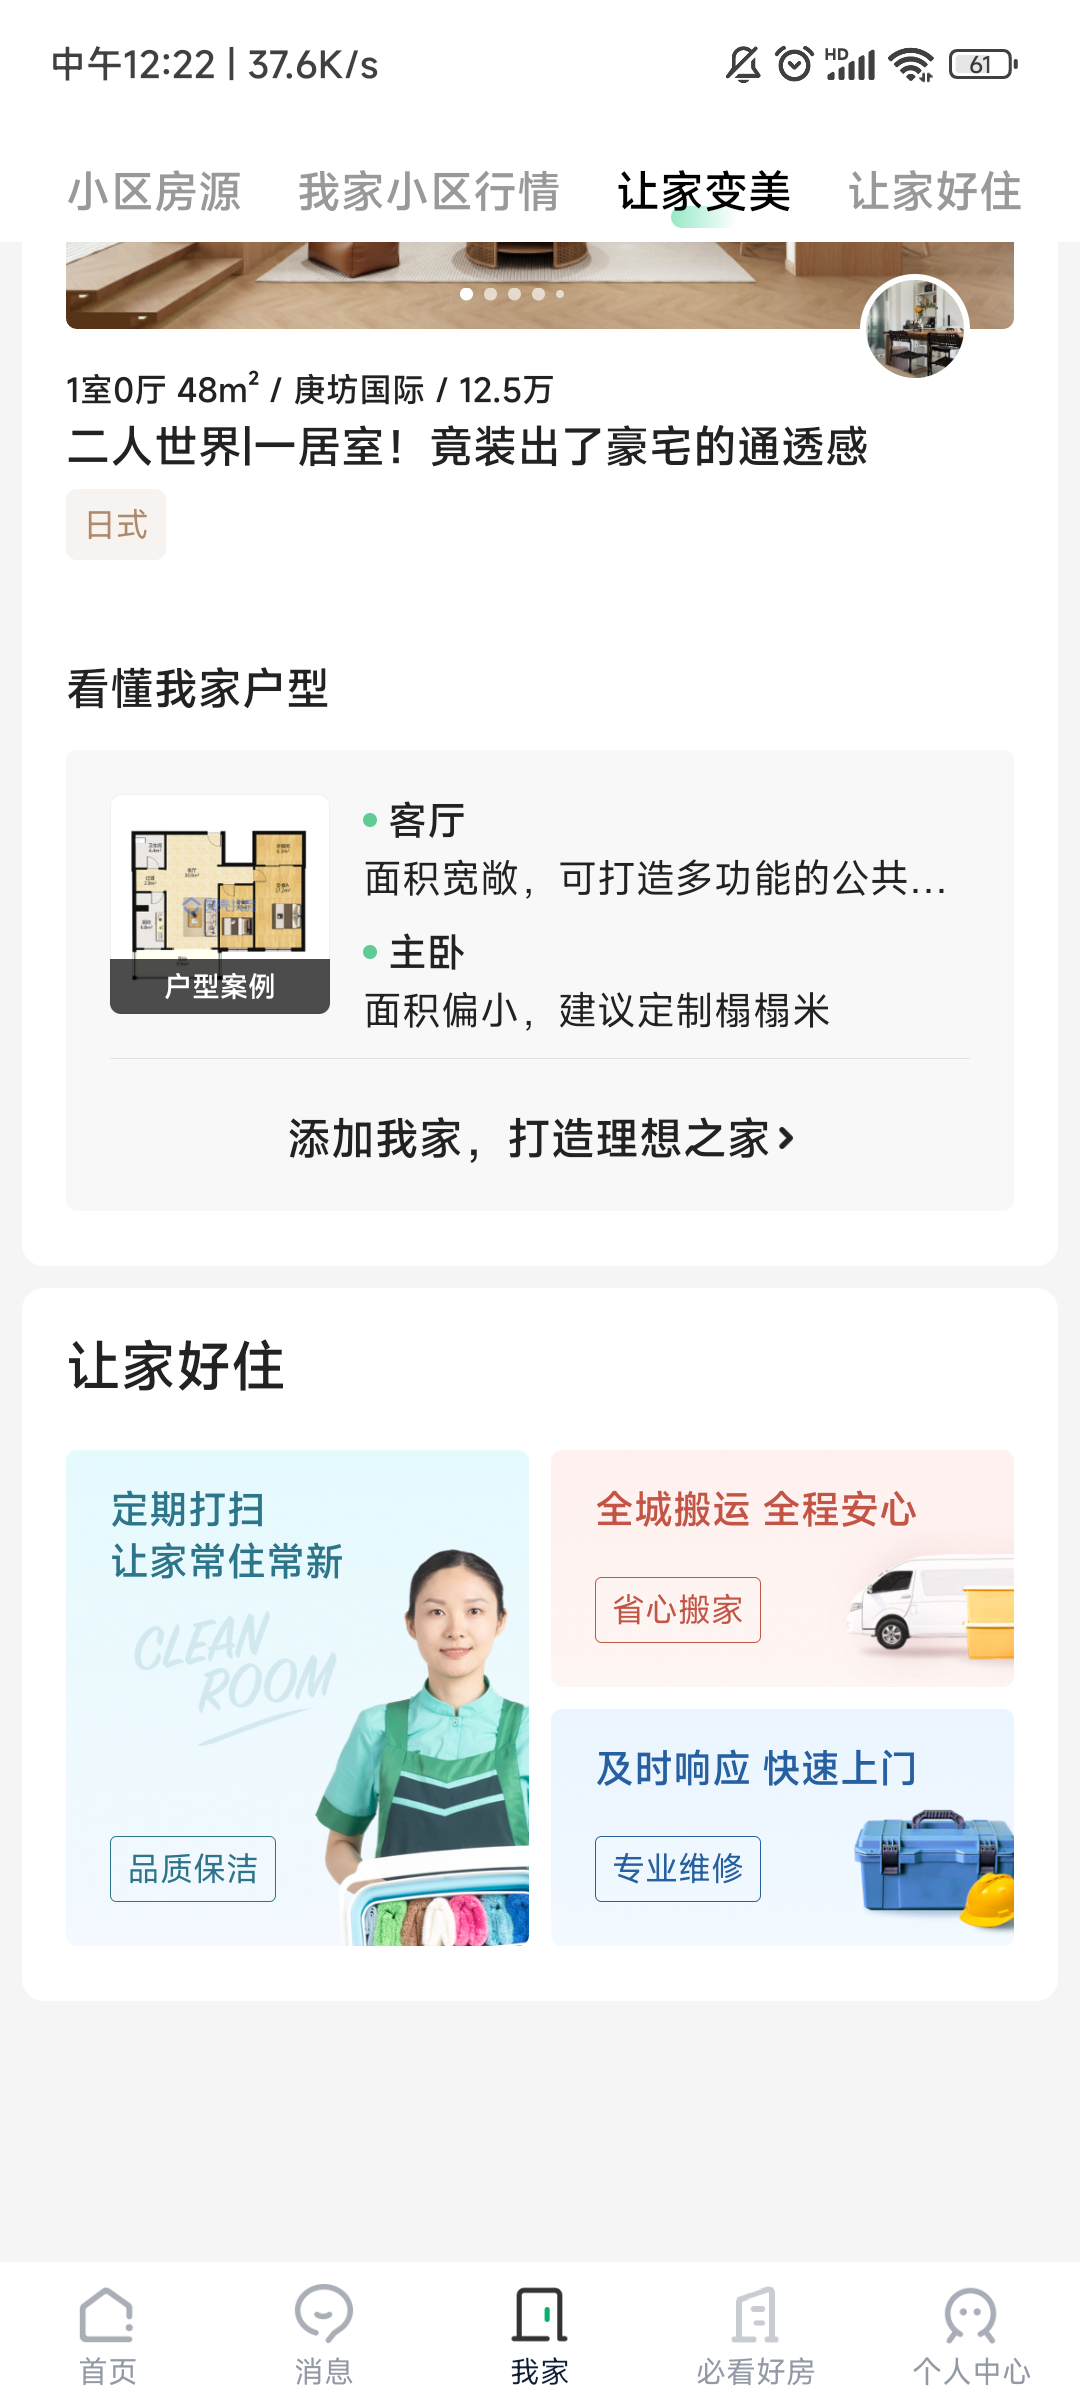 中午12:22 | 37.6K/s
HD
61
小区房源
我家小区行情
让家变美
让家好住
1室0厅 48m² / 庚坊国际 / 12.5万
二人世界|一居室！竟装出了豪宅的通透感
日式
看懂我家户型
户型案例
客厅
面积宽敞，可打造多功能的公共...
主卧
面积偏小，建议定制榻榻米
添加我家，打造理想之家
让家好住
定期打扫
让家常住常新
CLEAN
ROOM
品质保洁
全城搬运 全程安心
省心搬家
及时响应 快速上门
专业维修
首页
消息
我家
必看好房
个人中心